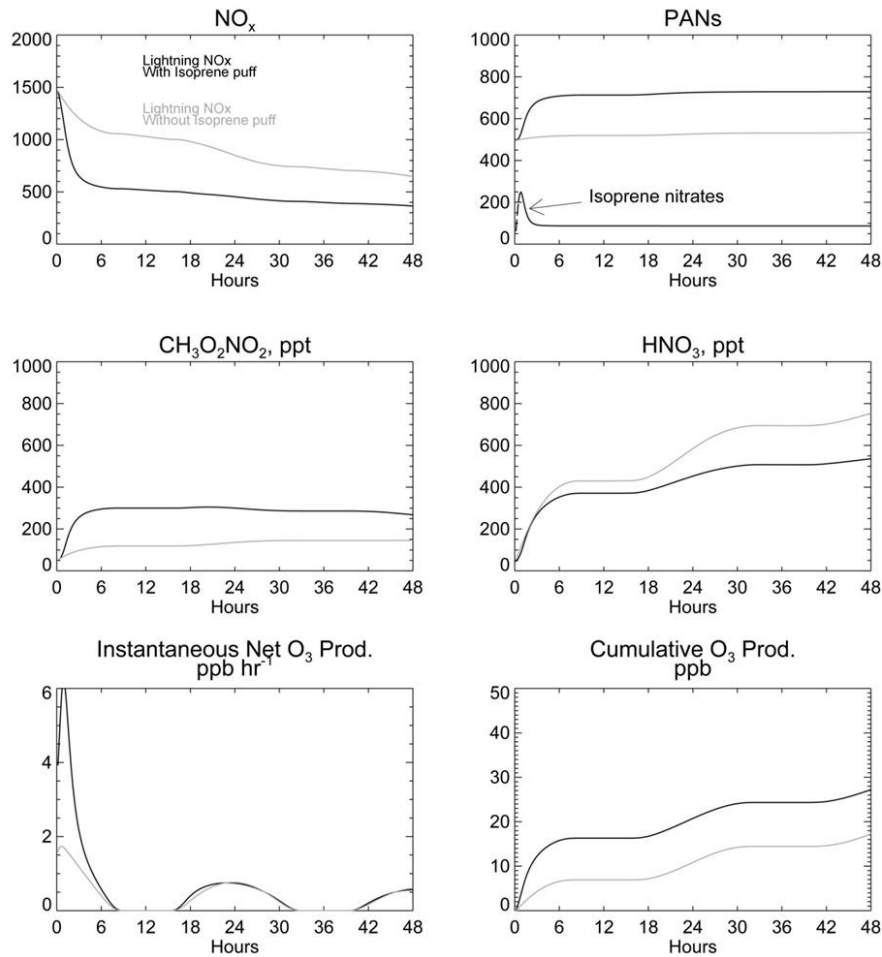 NOx
2000
1500
1000
500
0
Lightning NOx
With Isoprene puff
Lightning NOx
Without Isoprene puff
0 6 12 18 24 30 36 42 48
Hours
PANs
1000
800
600
400
200
0
Isoprene nitrates
0 6 12 18 24 30 36 42 48
Hours
CH3O2NO2, ppt
1000
800
600
400
200
0
0 6 12 18 24 30 36 42 48
Hours
HNO3, ppt
1000
800
600
400
200
0
0 6 12 18 24 30 36 42 48
Hours
Instantaneous Net O3 Prod.
ppb hr-1
6
4
2
0
0 6 12 18 24 30 36 42 48
Hours
Cumulative O3 Prod.
ppb
50
40
30
20
10
0
0 6 12 18 24 30 36 42 48
Hours